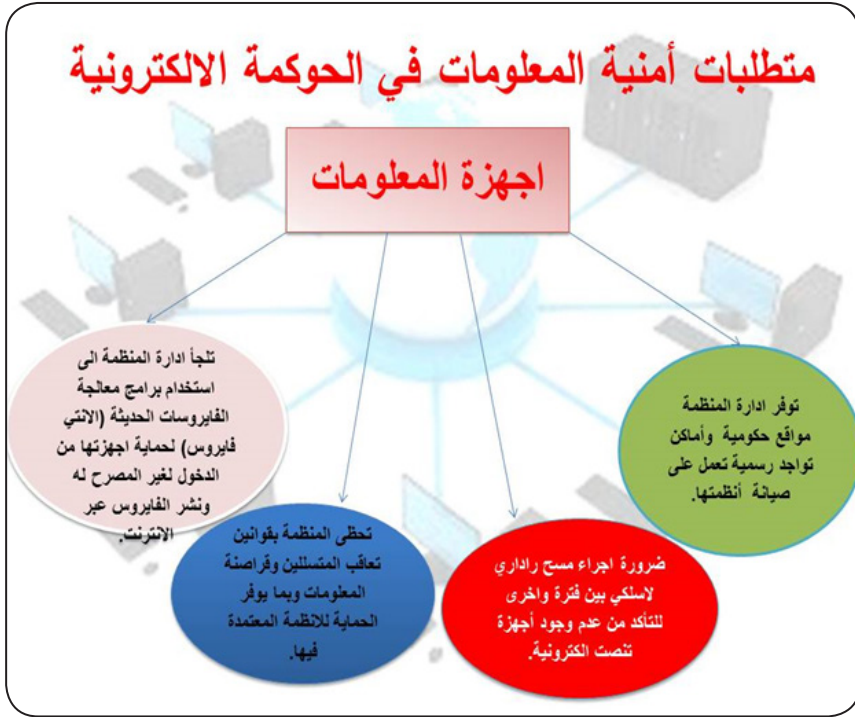 متطلبات أمنية المعلومات في الحوكمة الالكترونية
اجهزة المعلومات
توفر ادارة المنظمة
مواقع حكومية وأماكن
تواجد رسمية تعمل على
صيانة أنظمتها.
ضرورة اجراء مسح راداري
لاسلكي بين فترة واخرى
للتأكد من عدم وجود أجهزة
تنصت الكترونية.
تحظى المنظمة بقوانين
تعاقب المتسللين وقراصنة
المعلومات وبما يوفر
الحماية للانظمة المعتمدة
فيها.
تلجأ ادارة المنظمة الى
استخدام برامج معالجة
الفايروسات الحديثة (الانتي
فايروس) لحماية اجهزتها من
الدخول لغير المصرح له
ونشر الفايروس عبر
الانترنت.